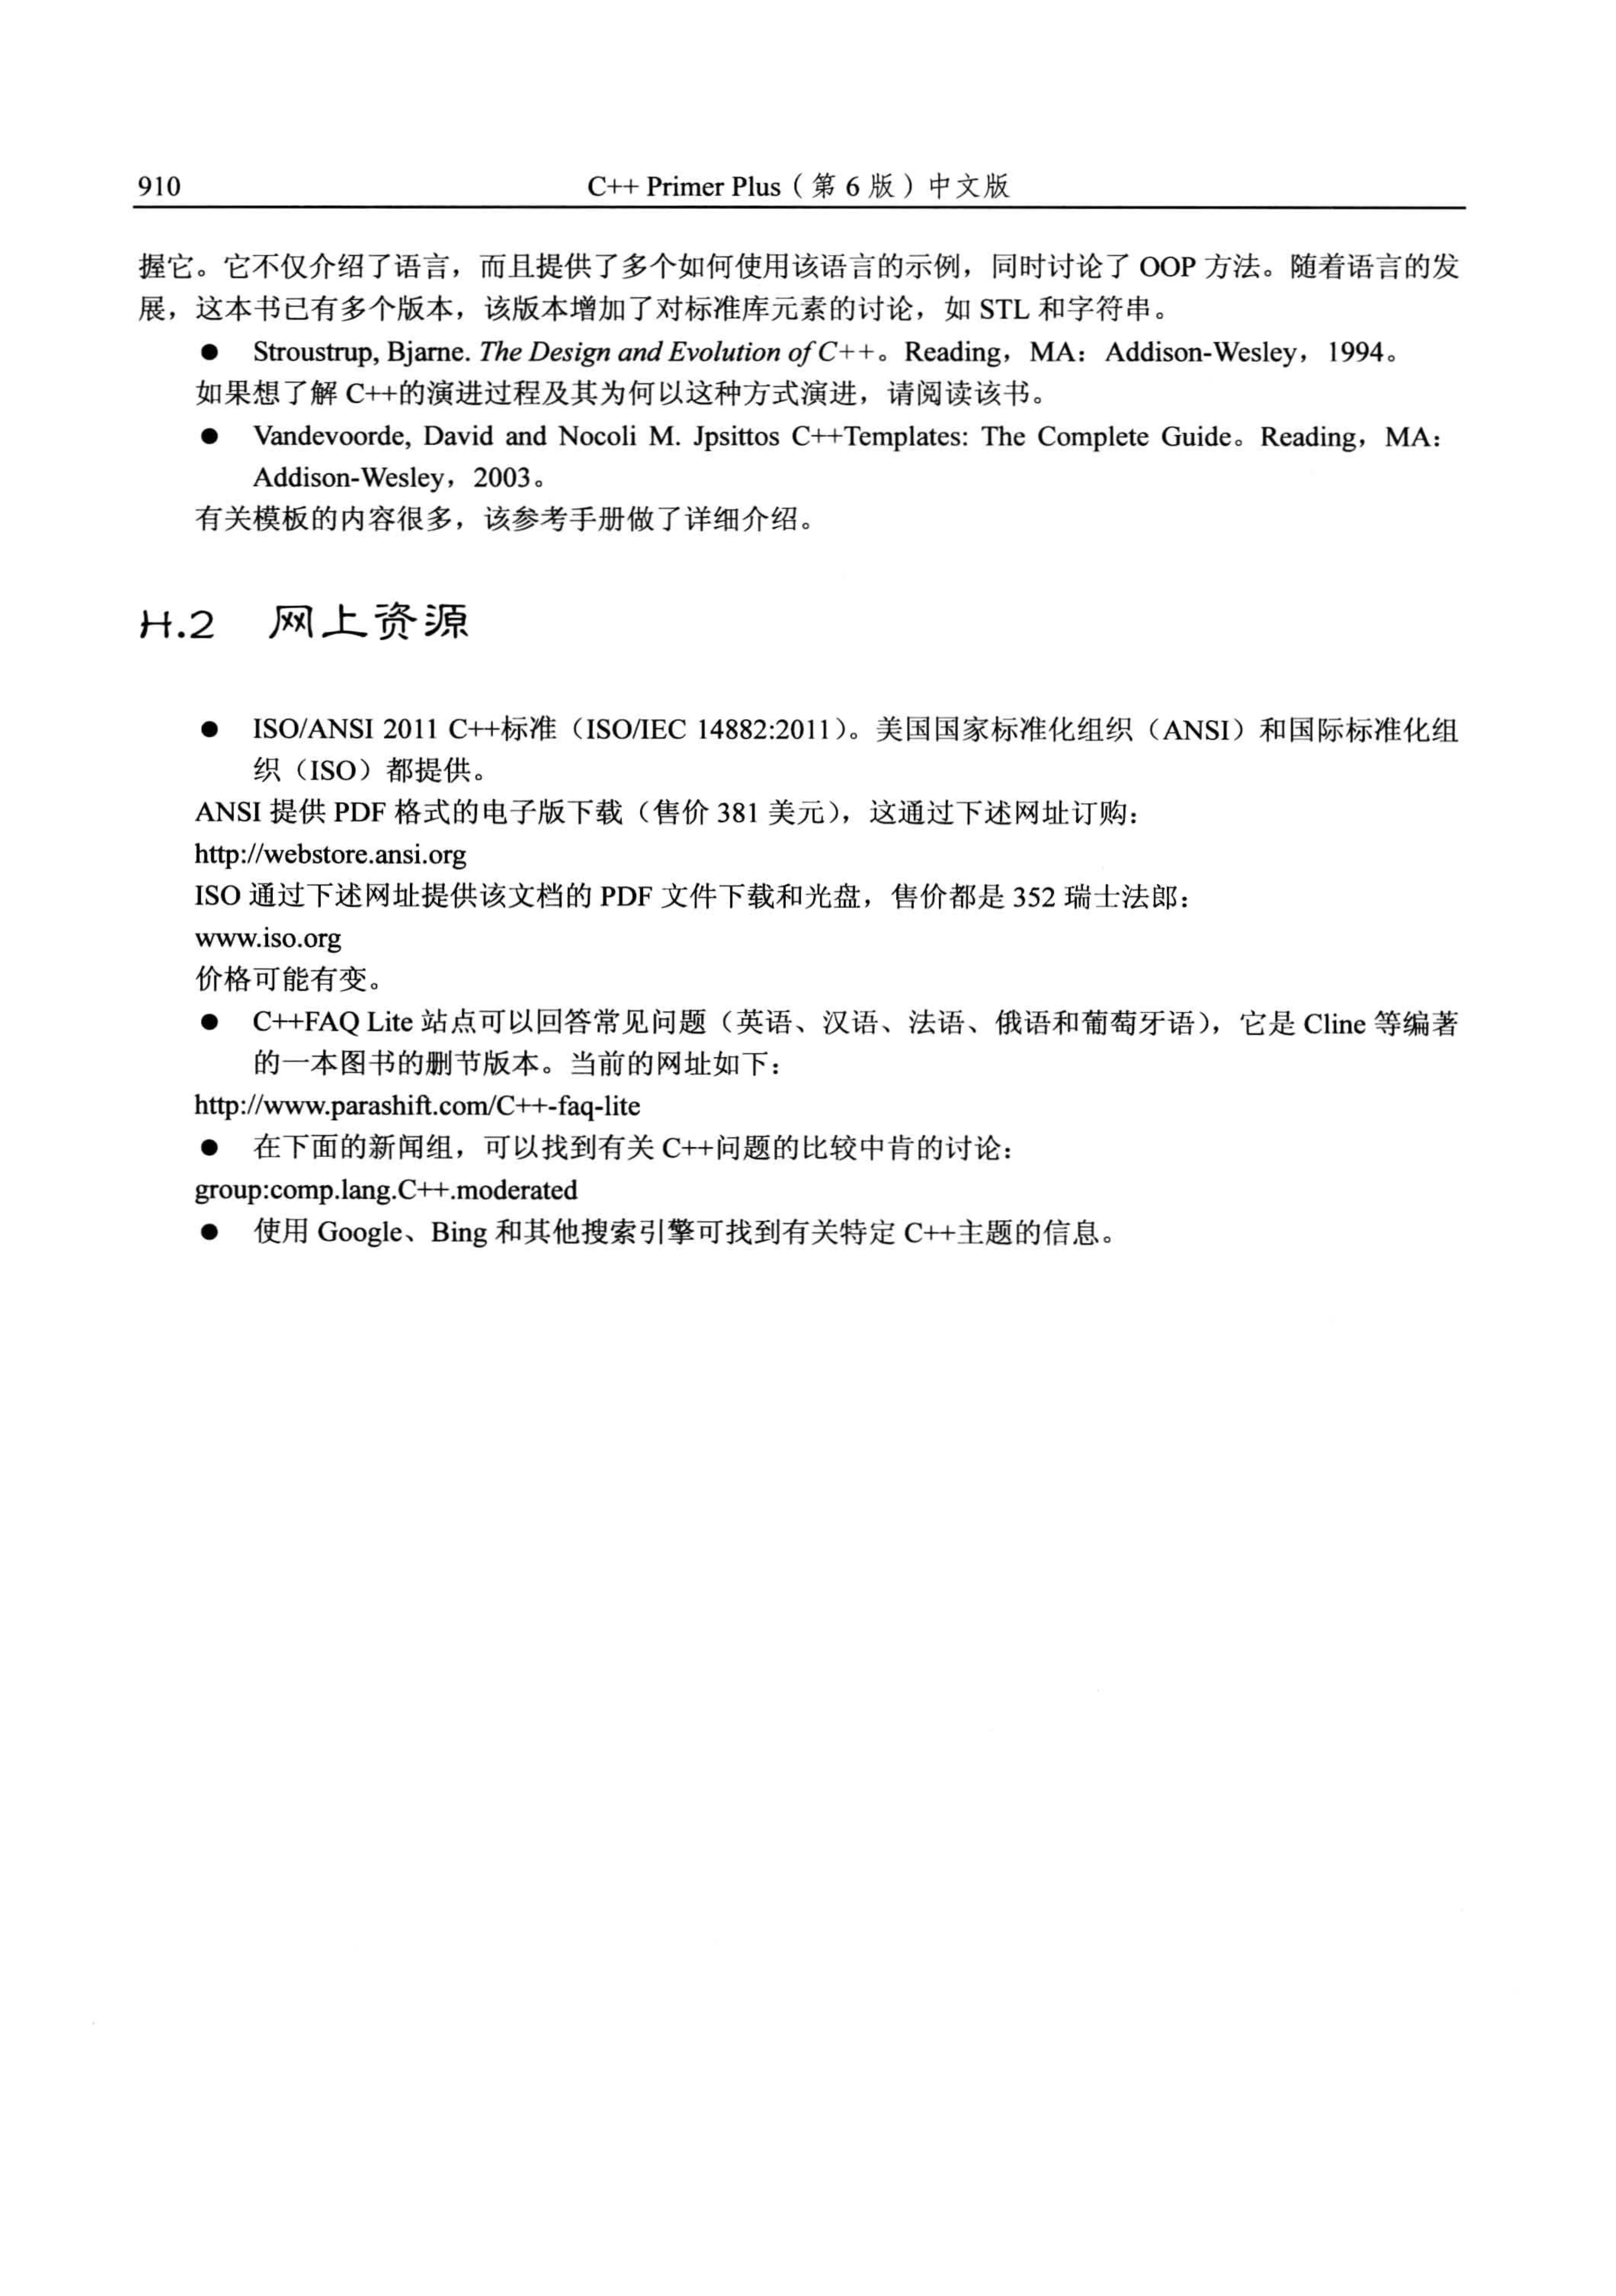 910
C++ Primer Plus（第 6 版）中文版
握它。它不仅介绍了语言，而且提供了多个如何使用该语言的示例，同时讨论了 OOP 方法。随着语言的发
展，这本书已有多个版本，该版本增加了对标准库元素的讨论，如 STL 和字符串。
● Stroustrup, Bjarne. The Design and Evolution of C++。Reading，MA：Addison-Wesley，1994。
如果想了解 C++的演进过程及其为何以这种方式演进，请阅读该书。
● Vandevoorde, David and Nocoli M. Jpsittos C++Templates: The Complete Guide。Reading，MA：
Addison-Wesley，2003。
有关模板的内容很多，该参考手册做了详细介绍。
H.2 网上资源
● ISO/ANSI 2011 C++标准（ISO/IEC 14882:2011）。美国国家标准化组织（ANSI）和国际标准化组
织（ISO）都提供。
ANSI 提供 PDF 格式的电子版下载（售价 381 美元），这通过下述网址订购：
http://webstore.ansi.org
ISO 通过下述网址提供该文档的 PDF 文件下载和光盘，售价都是 352 瑞士法郎：
www.iso.org
价格可能有变。
● C++FAQ Lite 站点可以回答常见问题（英语、汉语、法语、俄语和葡萄牙语），它是 Cline 等编著
的一本图书的删节版本。当前的网址如下：
http://www.parashift.com/C++-faq-lite
● 在下面的新闻组，可以找到有关 C++问题的比较中肯的讨论：
group:comp.lang.C++.moderated
● 使用 Google、Bing 和其他搜索引擎可找到有关特定 C++主题的信息。